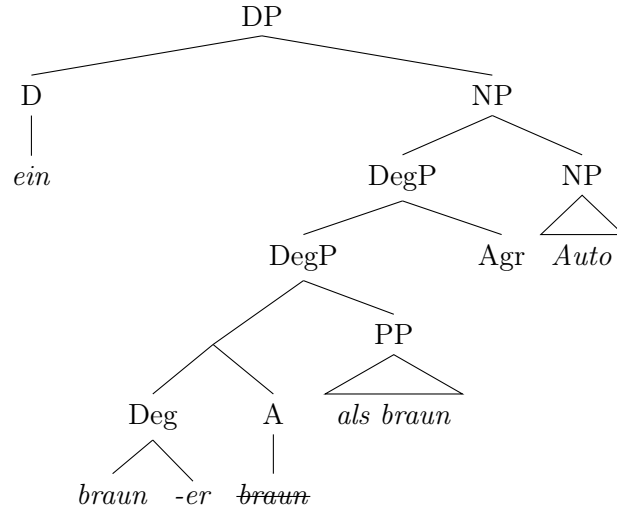 DP
D NP
ein DegP NP
DegP Agr Auto
PP
Deg A als braun
braun -er braun